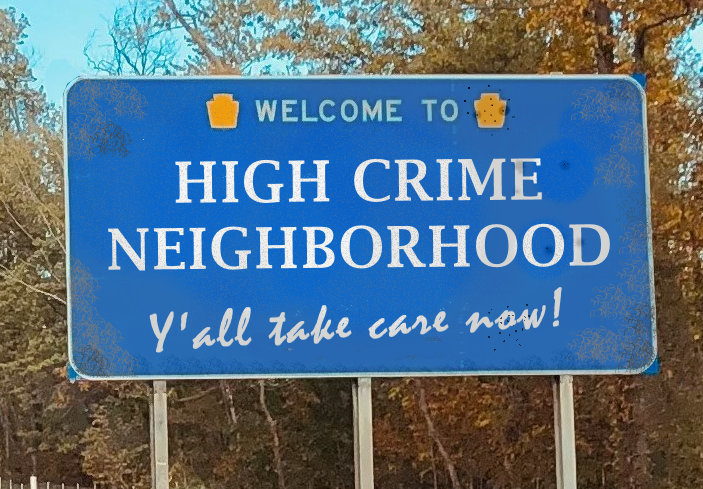 WELCOME TO
HIGH CRIME
NEIGHBORHOOD
Y'all take care now!